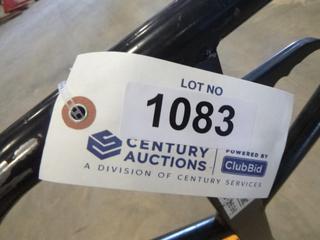 LOT NO
1083
CENTURY
AUCTIONS
POWERED BY
ClubBid
A DIVISION OF CENTURY SERVICES